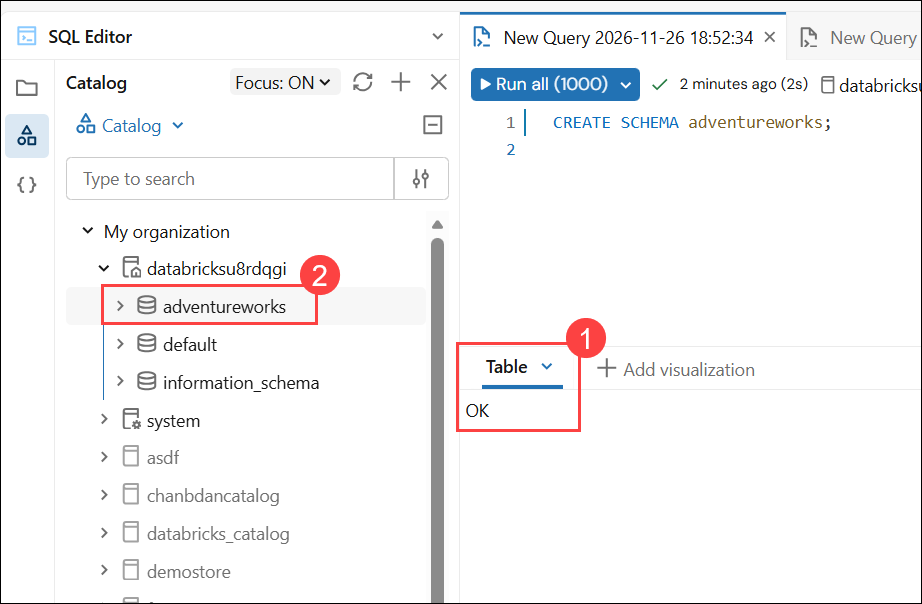 SQL Editor
New Query 2026-11-26 18:52:34
New Query
Catalog
Focus: ON
Run all (1000)
2 minutes ago (2s)
Catalog
Type to search
1 CREATE SCHEMA adventureworks;
2
My organization
databricksu8rdqgi
2
adventureworks
default
information_schema
system
asdf
chanbdancatalog
databricks_catalog
demostore
1
Table
Add visualization
OK